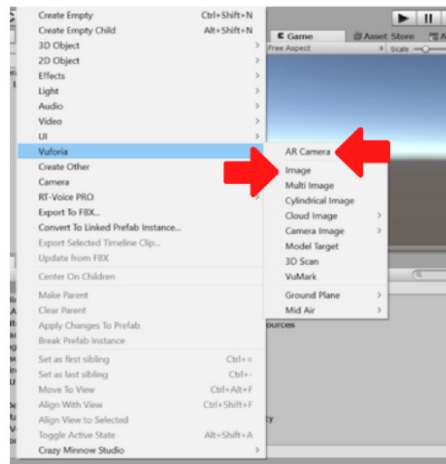 Create Empty Ctrl+Shift+N
Create Empty Child Alt+Shift+N
3D Object >
2D Object >
Effects >
Light >
Audio >
Video >
UI >
Vuforia
Create Other
Camera
RT-Voice PRO >
Export To FBX...
Convert To Linked Prefab Instance...
Export Selected Timeline Clip...
Update from FBX
Center On Children
Make Parent
Clear Parent
Apply Changes To Prefab
Break Prefab Instance
Set as first sibling Ctrl+=
Set as last sibling Ctrl+-
Move To View Ctrl+Alt+F
Align With View Ctrl+Shift+F
Align View to Selected
Toggle Active State Alt+Shift+A
Crazy Minnow Studio >
AR Camera
Image
Multi Image
Cylindrical Image
Cloud Image >
Camera Image >
Model Target
3D Scan
VuMark
Ground Plane >
Mid Air >
Game
Asset Store
Free Aspect
Scale
ources